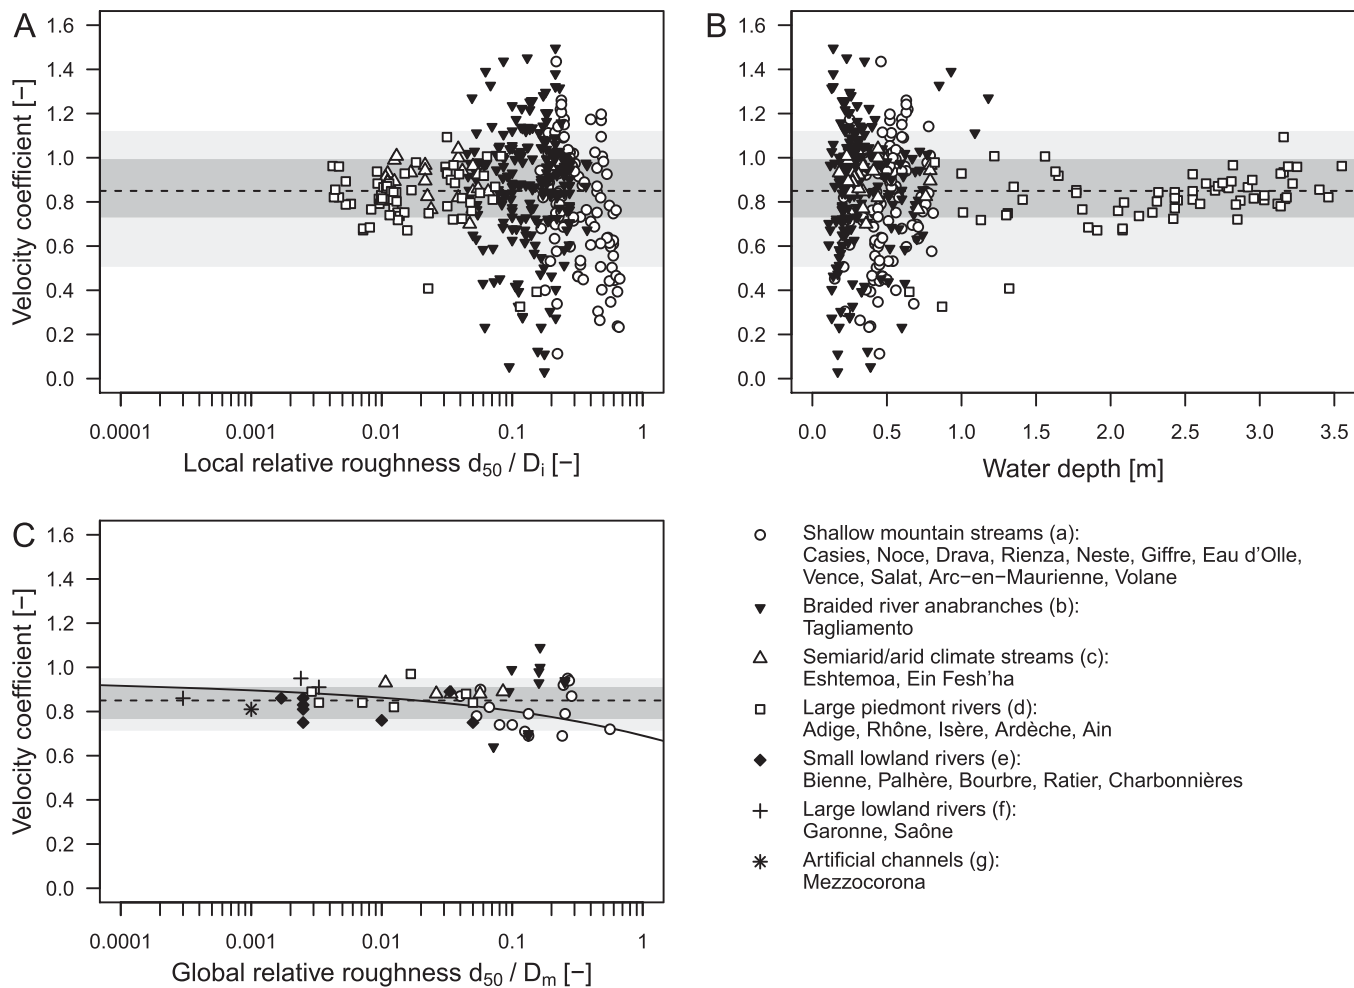 A
1.6
1.4
1.2
1.0
0.8
0.6
0.4
0.2
0.0
Velocity coefficient [−]
0.0001 0.001 0.01 0.1 1
Local relative roughness d50 / Di [−]
B
1.6
1.4
1.2
1.0
0.8
0.6
0.4
0.2
0.0
0.0 0.5 1.0 1.5 2.0 2.5 3.0 3.5
Water depth [m]
C
1.6
1.4
1.2
1.0
0.8
0.6
0.4
0.2
0.0
Velocity coefficient [−]
0.0001 0.001 0.01 0.1 1
Global relative roughness d50 / Dm [−]
Shallow mountain streams (a):
Casies, Noce, Drava, Rienza, Neste, Giffre, Eau d’Olle,
Vence, Salat, Arc−en−Maurienne, Volane
Braided river anabranches (b):
Tagliamento
Semiarid/arid climate streams (c):
Eshtemoa, Ein Fesh’ha
Large piedmont rivers (d):
Adige, Rhône, Isère, Ardèche, Ain
Small lowland rivers (e):
Bienne, Palhère, Bourbre, Ratier, Charbonnières
Large lowland rivers (f):
Garonne, Saône
Artificial channels (g):
Mezzocorona